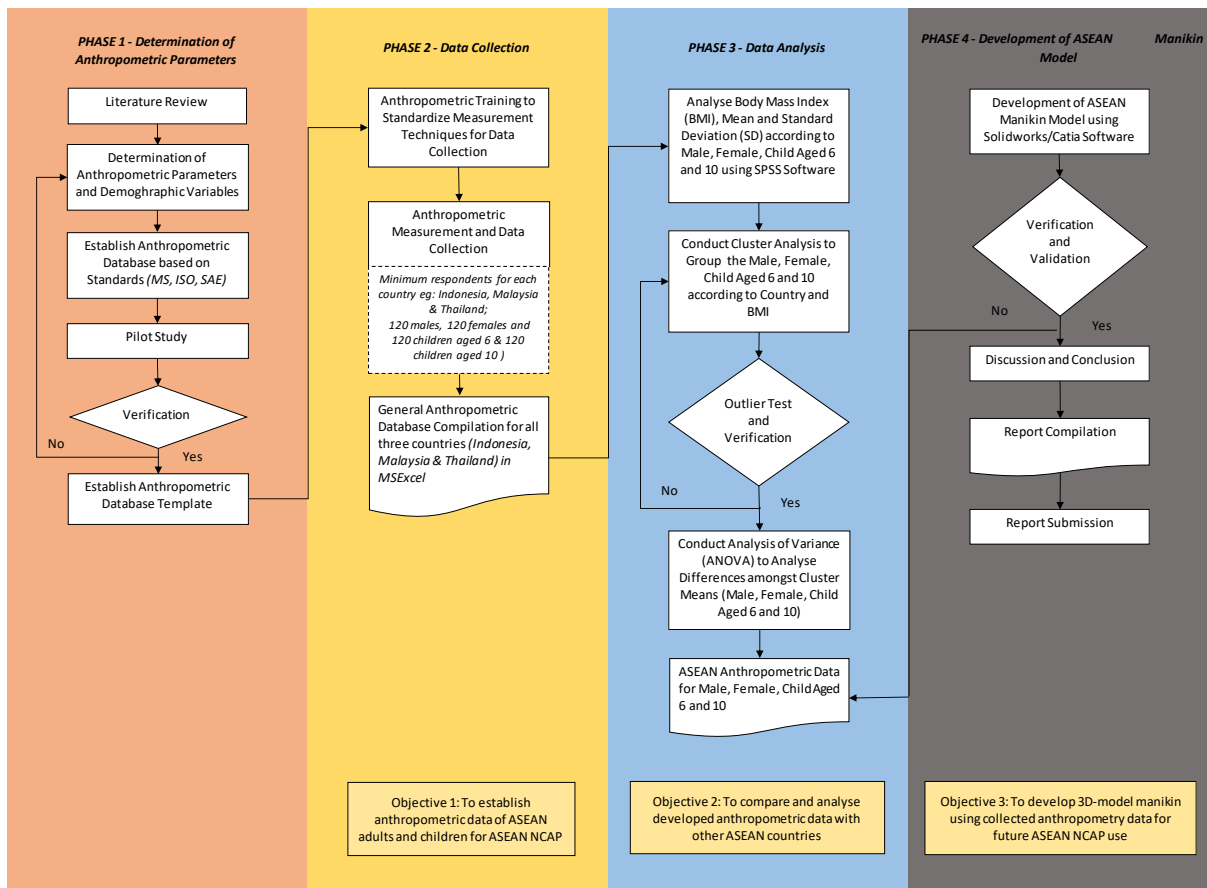 PHASE 1 - Determination of
Anthropometric Parameters
Literature Review
Determination of
Anthropometric Parameters
and Demoghraphic Variables
Establish Anthropometric
Database based on
Standards (MS, ISO, SAE)
Pilot Study
Verification
No
Yes
Establish Anthropometric
Database Template
PHASE 2 - Data Collection
Anthropometric Training to
Standardize Measurement
Techniques for Data
Collection
Anthropometric
Measurement and Data
Collection
Minimum respondents for each
country eg: Indonesia, Malaysia
& Thailand;
120 males, 120 females and
120 children aged 6 & 120
children aged 10 )
General Anthropometric
Database Compilation for all
three countries (Indonesia,
Malaysia & Thailand) in
MSExcel
Objective 1: To establish
anthropometric data of ASEAN
adults and children for ASEAN NCAP
PHASE 3 - Data Analysis
Analyse Body Mass Index
(BMI), Mean and Standard
Deviation (SD) according to
Male, Female, Child Aged 6
and 10 using SPSS Software
Conduct Cluster Analysis to
Group the Male, Female,
Child Aged 6 and 10
according to Country and
BMI
Outlier Test
and
Verification
No
Yes
Conduct Analysis of Variance
(ANOVA) to Analyse
Differences amongst Cluster
Means (Male, Female, Child
Aged 6 and 10)
ASEAN Anthropometric Data
for Male, Female, Child Aged
6 and 10
Objective 2: To compare and analyse
developed anthropometric data with
other ASEAN countries
PHASE 4 - Development of ASEAN Manikin
Model
Development of ASEAN
Manikin Model using
Solidworks/Catia Software
Verification
and
Validation
No
Yes
Discussion and Conclusion
Report Compilation
Report Submission
Objective 3: To develop 3D-model manikin
using collected anthropometry data for
future ASEAN NCAP use